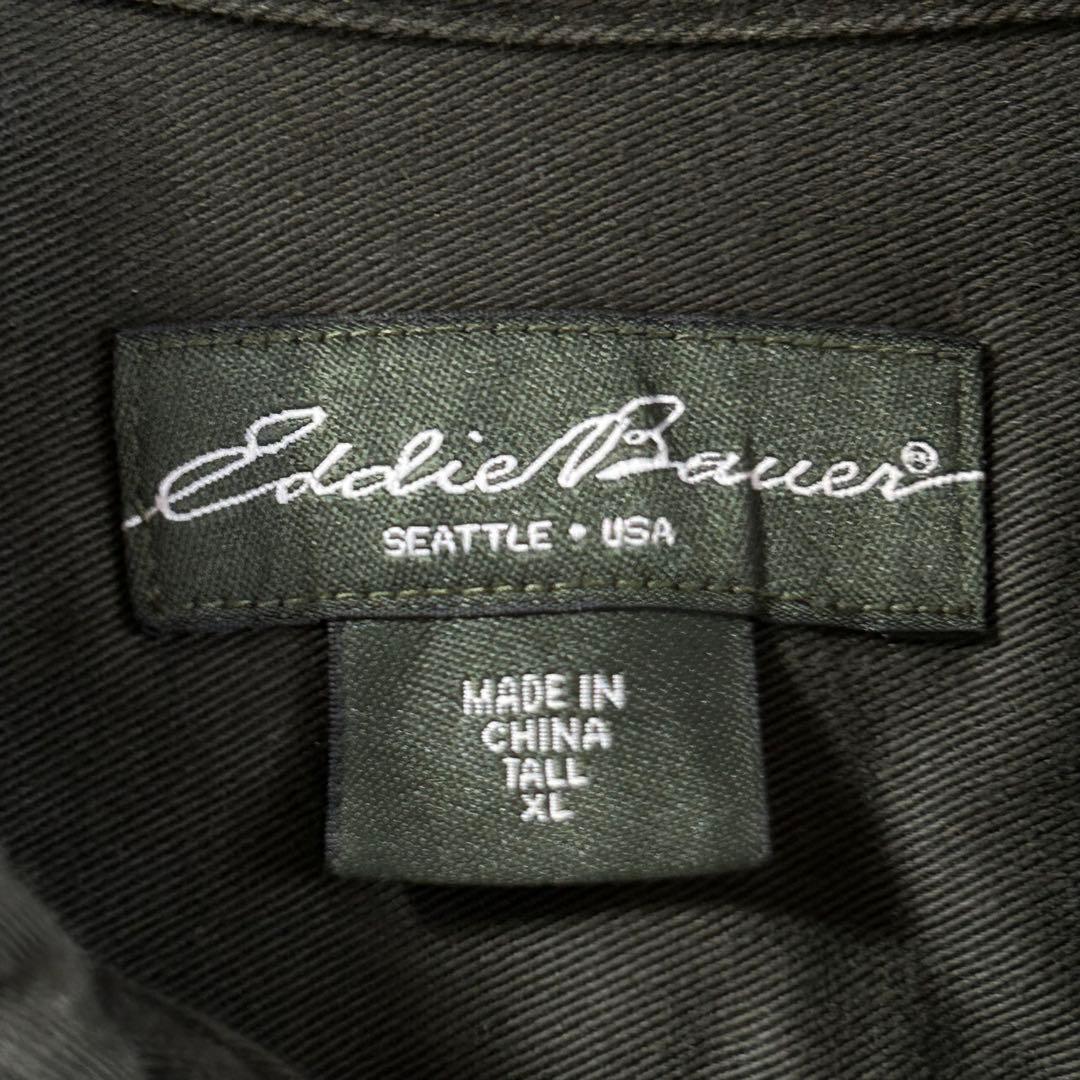 Eddie Bauer®
SEATTLE • USA
MADE IN
CHINA
TALL
XL